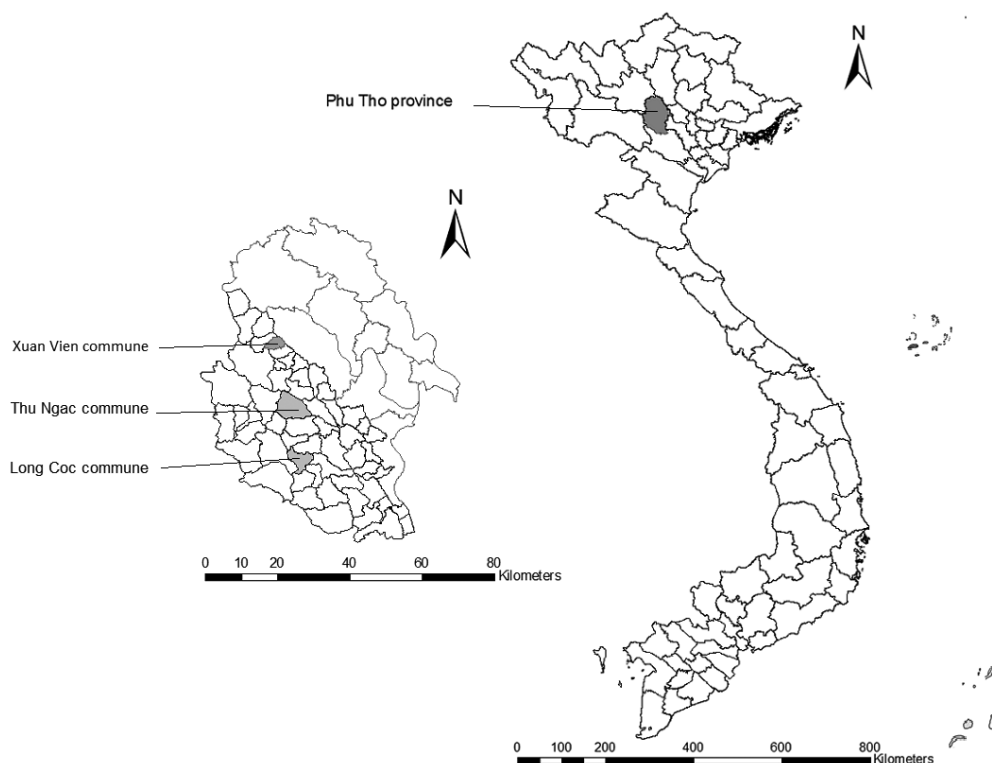 N
Phu Tho province
N
Xuan Vien commune
Thu Ngac commune
Long Coc commune
0 10 20 40 60 80
Kilometers
0 100 200 400 600 800
Kilometers